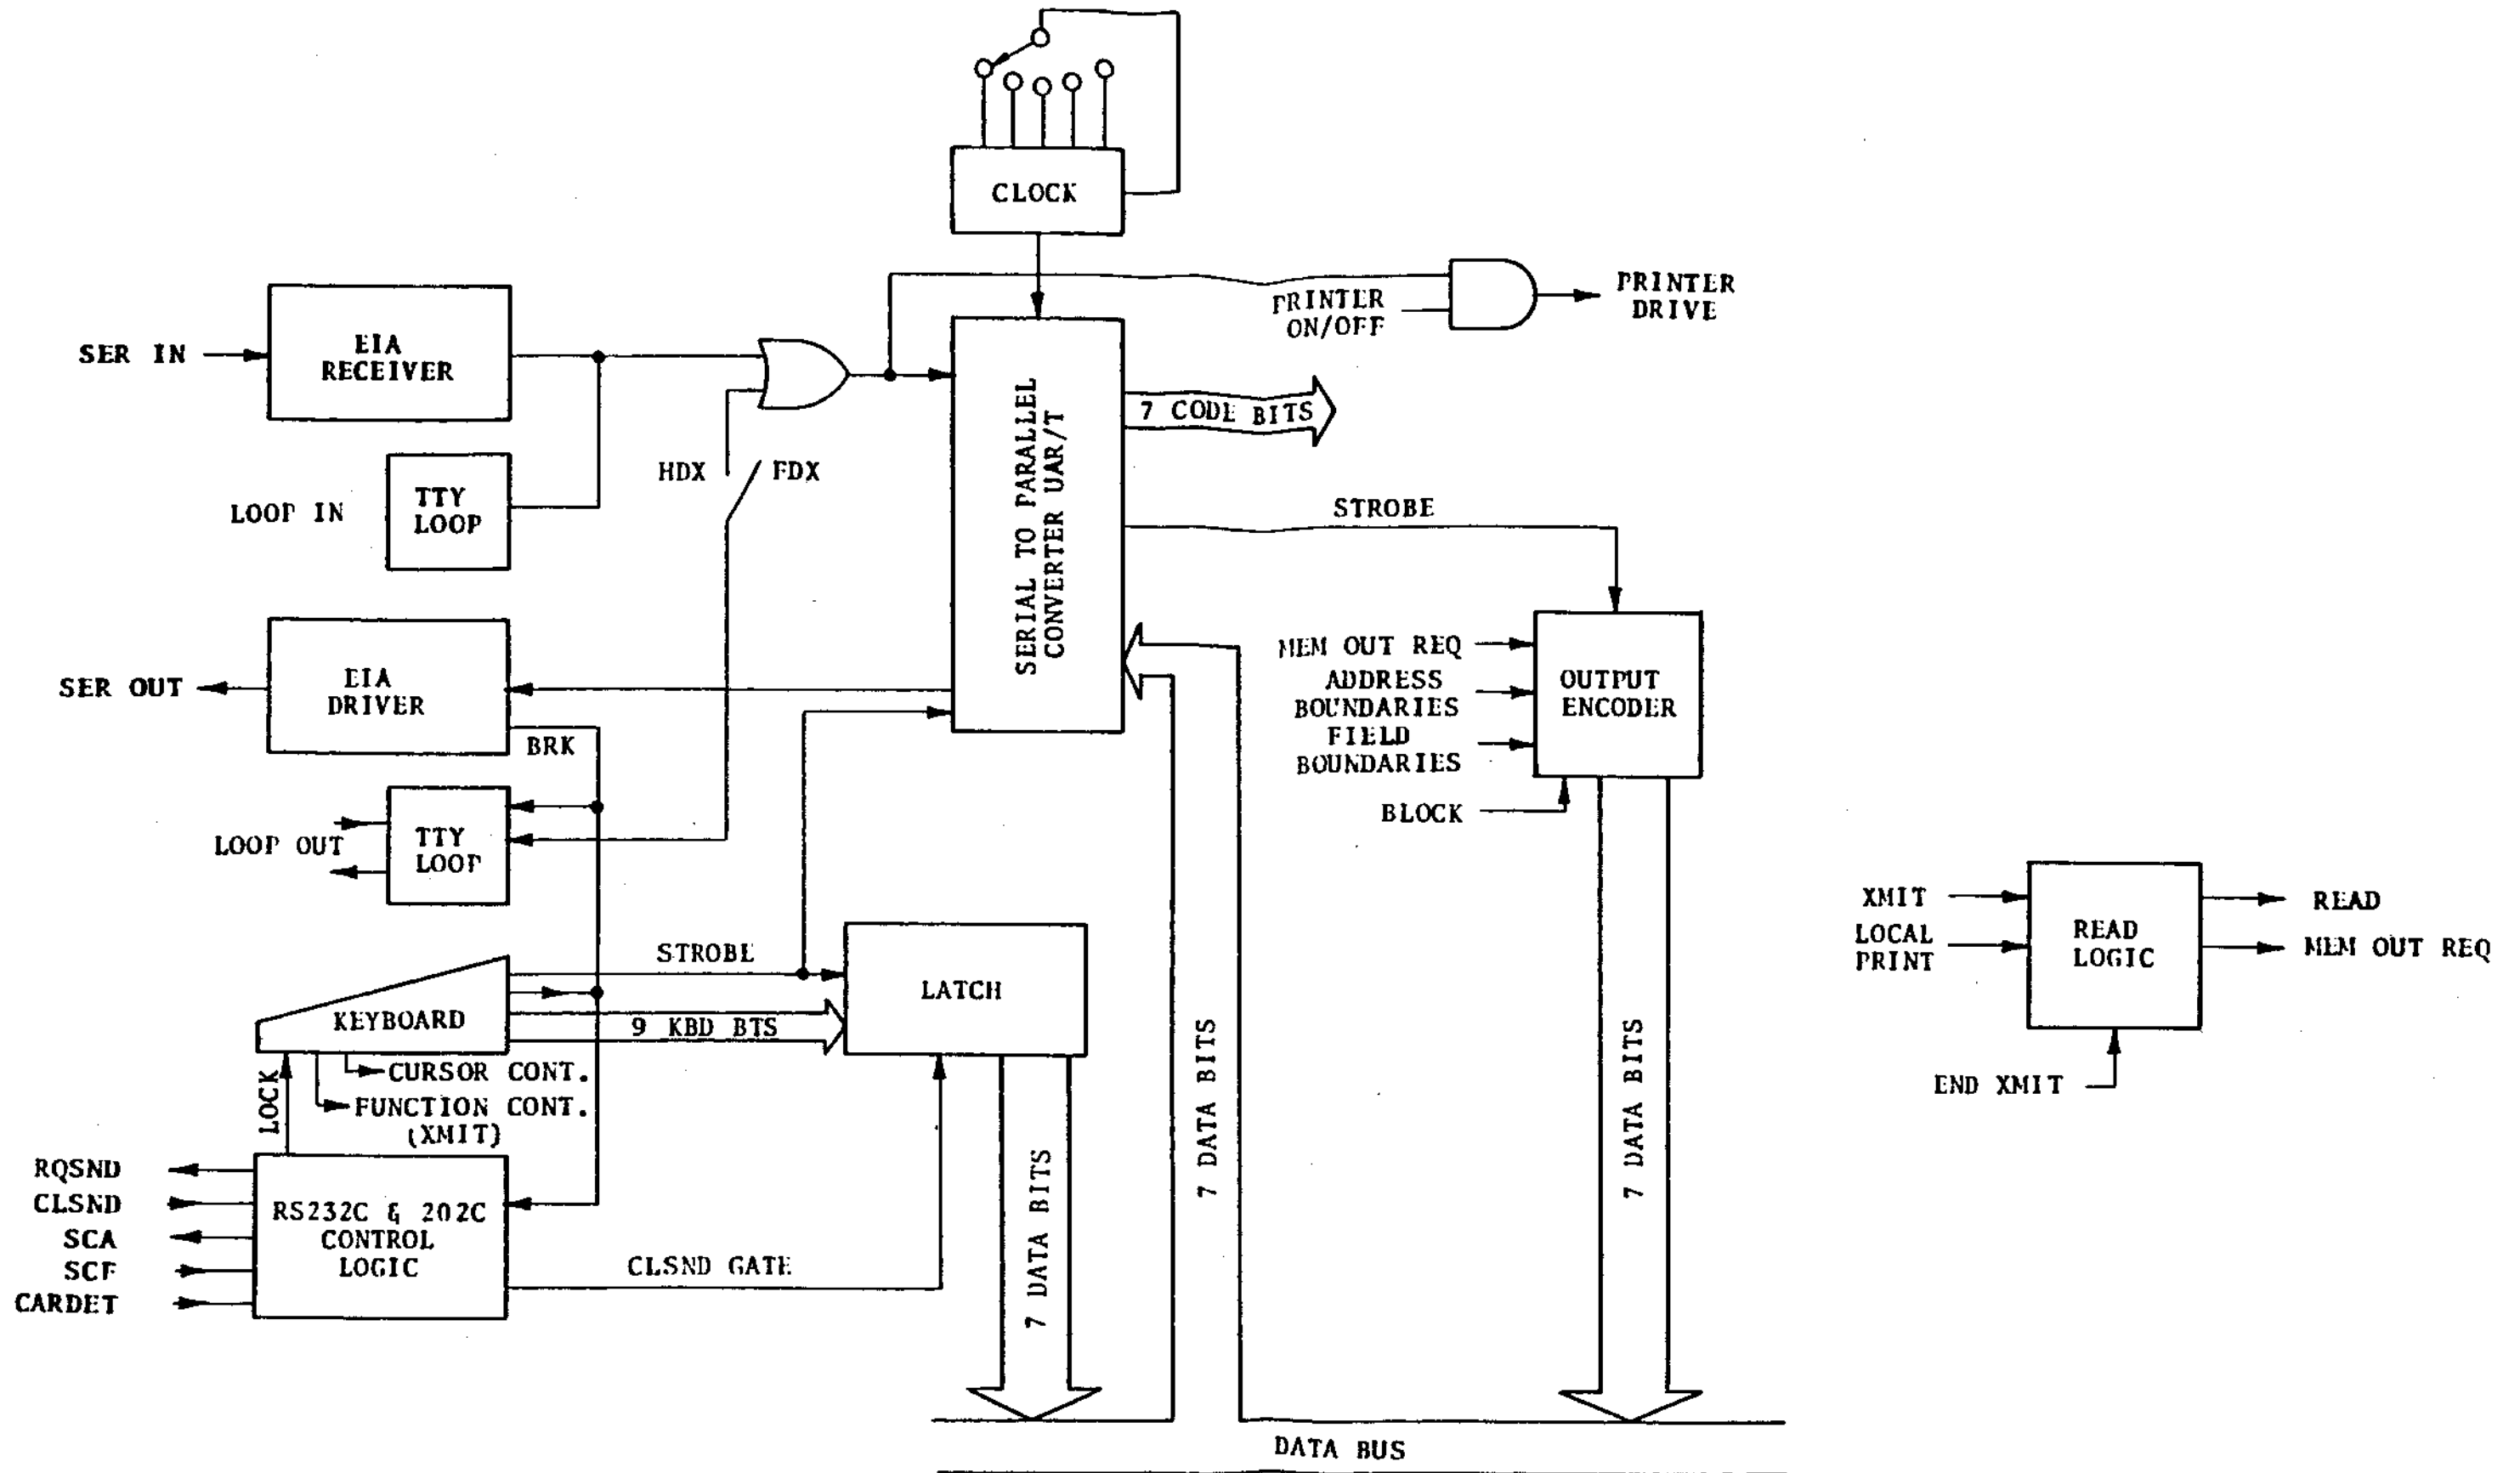 CLOCK
PRINTER
ON/OFF
PRINTER
DRIVE
SER IN
EIA
RECEIVER
7 CODE BITS
HDX
FDX
LOOP IN
TTY
LOOP
SERIAL TO PARALLEL
CONVERTER UAR/T
STROBE
SER OUT
EIA
DRIVER
BRK
MEM OUT REQ
ADDRESS
BOUNDARIES
FIELD
BOUNDARIES
BLOCK
OUTPUT
ENCODER
LOOP OUT
TTY
LOOP
XMIT
LOCAL
PRINT
READ
LOGIC
READ
MEM OUT REQ
END XMIT
STROBE
LATCH
KEYBOARD
9 KBD BTS
CURSOR CONT.
FUNCTION CONT.
(XMIT)
LOCK
7 DATA BITS
7 DATA BITS
7 DATA BITS
RQSND
CLSND
SCA
SCF
CARDET
RS232C & 202C
CONTROL
LOGIC
CLSND GATE
DATA BUS